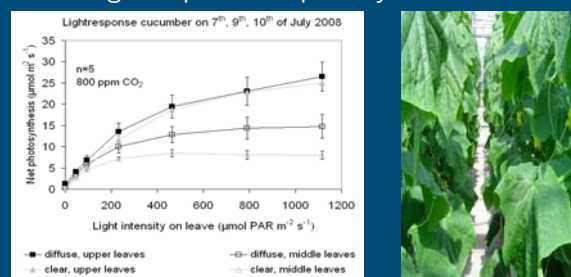 Lightresponse cucumber on 7th, 9th, 10th of July 2008
Net photosynthesis (μmol m⁻² s⁻¹)
35
30
25
20
15
10
5
0
n=5
800 ppm CO₂
0 200 400 600 800 1000 1200
Light intensity on leave (μmol PAR m⁻² s⁻¹)
diffuse, upper leaves
diffuse, middle leaves
clear, upper leaves
clear, middle leaves